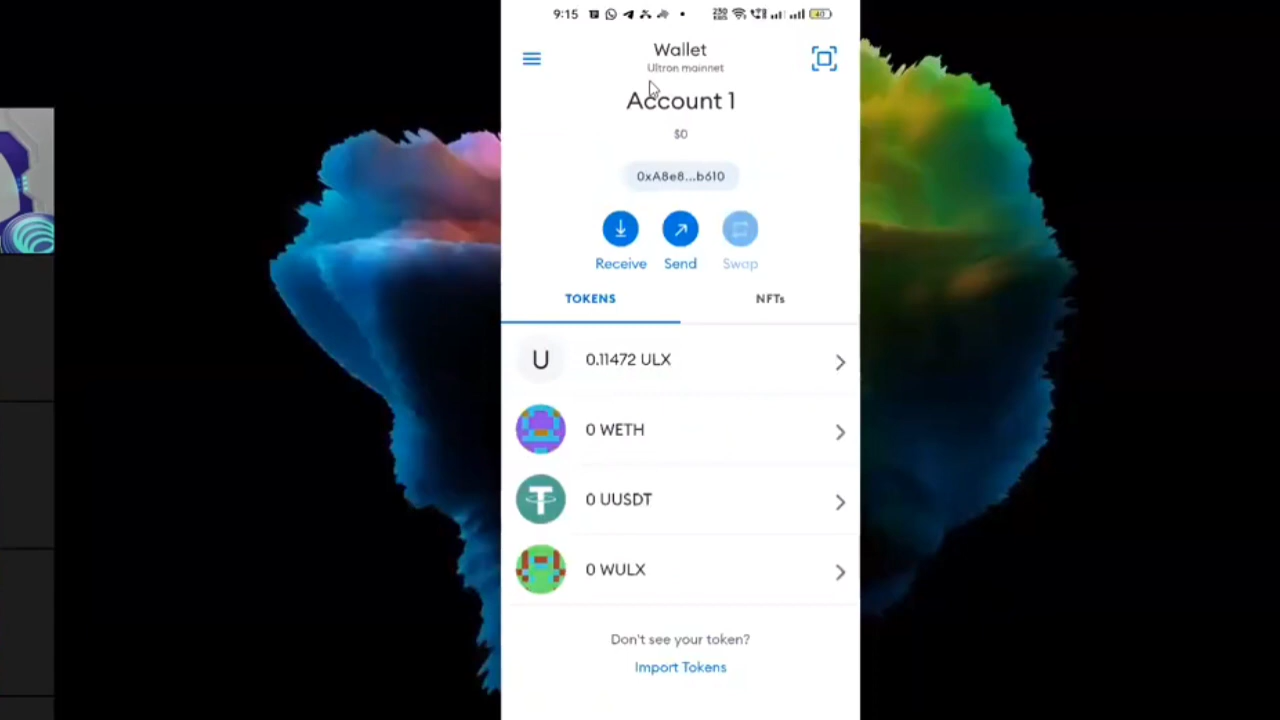 9:15
40
Wallet
Ultron mainnet
Account 1
$0
0xA8e8...b610
Receive Send Swap
TOKENS NFTs
U 0.11472 ULX
0 WETH
0 UUSDT
0 WULX
Don't see your token?
Import Tokens